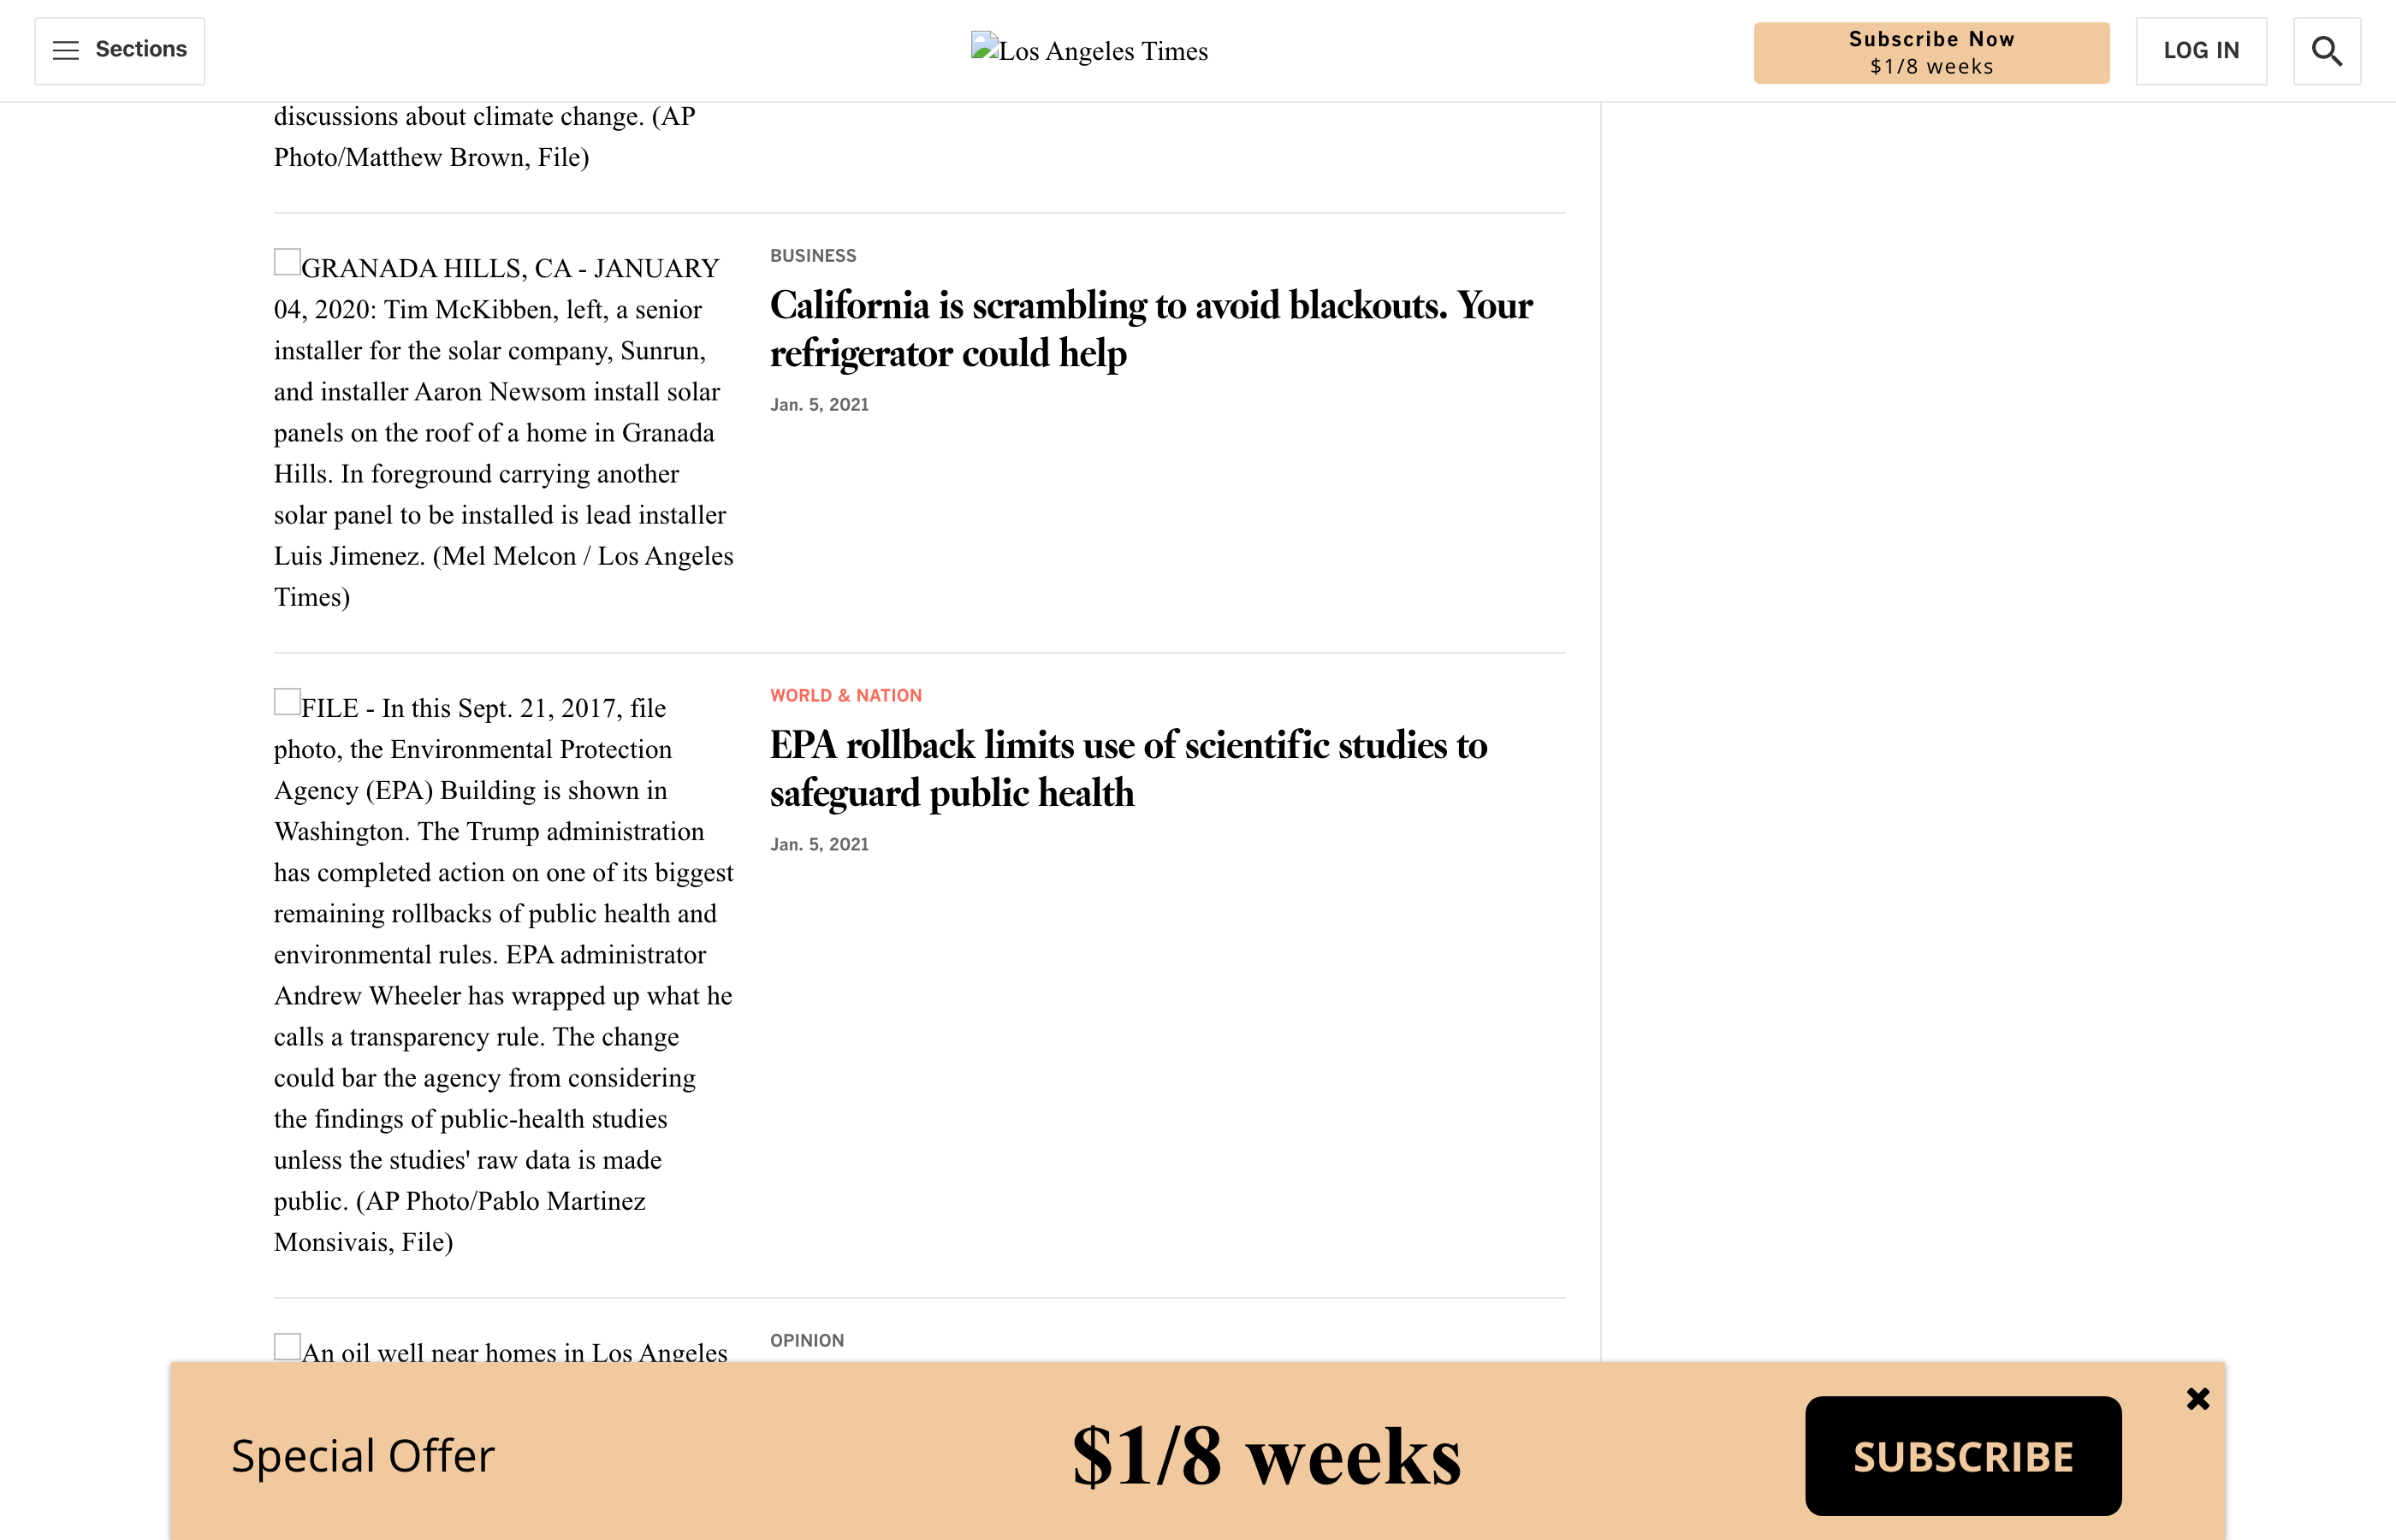 Sections
Los Angeles Times
Subscribe Now
$1/8 weeks
LOG IN
discussions about climate change. (AP
Photo/Matthew Brown, File)
GRANADA HILLS, CA - JANUARY
04, 2020: Tim McKibben, left, a senior
installer for the solar company, Sunrun,
and installer Aaron Newsom install solar
panels on the roof of a home in Granada
Hills. In foreground carrying another
solar panel to be installed is lead installer
Luis Jimenez. (Mel Melcon / Los Angeles
Times)
BUSINESS
California is scrambling to avoid blackouts. Your
refrigerator could help
Jan. 5, 2021
FILE - In this Sept. 21, 2017, file
photo, the Environmental Protection
Agency (EPA) Building is shown in
Washington. The Trump administration
has completed action on one of its biggest
remaining rollbacks of public health and
environmental rules. EPA administrator
Andrew Wheeler has wrapped up what he
calls a transparency rule. The change
could bar the agency from considering
the findings of public-health studies
unless the studies' raw data is made
public. (AP Photo/Pablo Martinez
Monsivais, File)
WORLD & NATION
EPA rollback limits use of scientific studies to
safeguard public health
Jan. 5, 2021
An oil well near homes in Los Angeles
OPINION
Special Offer
$1/8 weeks
SUBSCRIBE